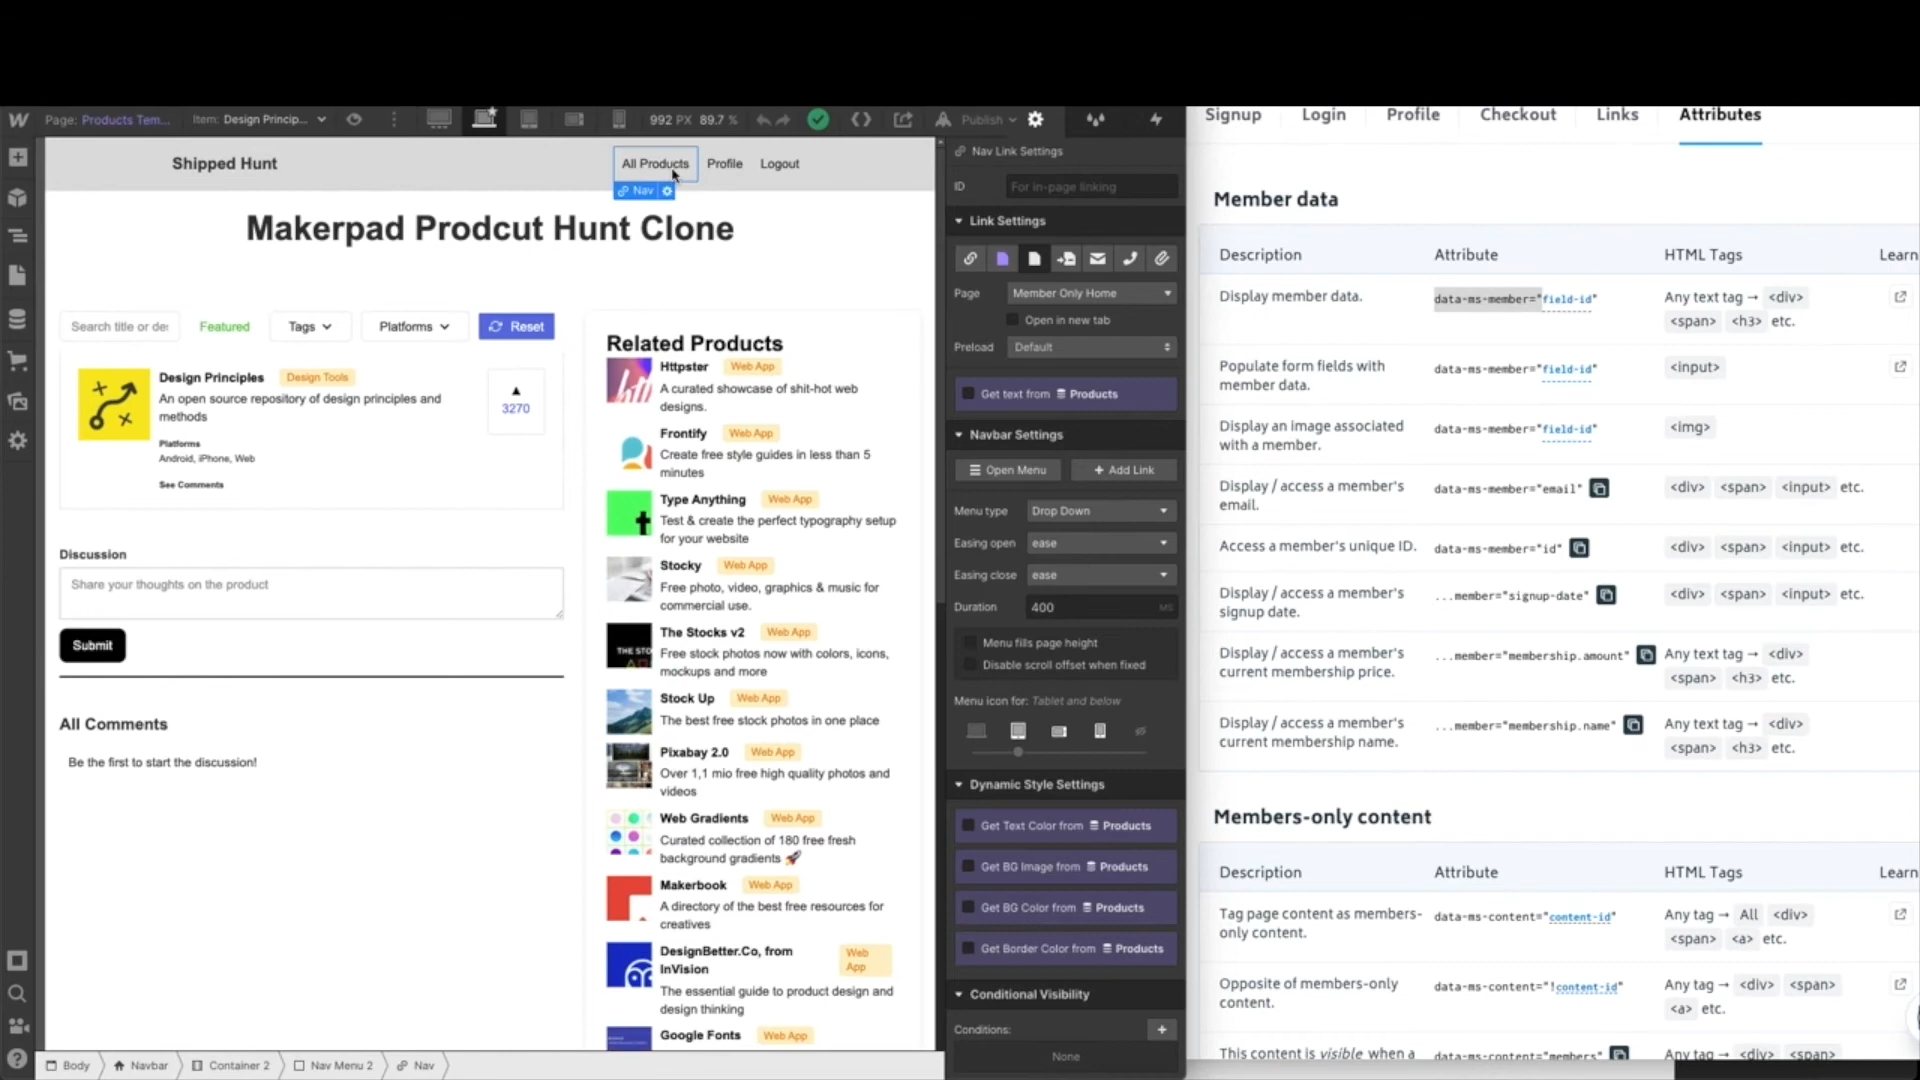 Page: Products Tem...
Item: Design Princip...
992 PX 89.7 %
Publish
Shipped Hunt
All Products
Profile
Logout
Nav
Makerpad Prodcut Hunt Clone
Search title or de
Featured
Tags
Platforms
Reset
Design Principles
Design Tools
An open source repository of design principles and
methods
Platforms
Android, iPhone, Web
See Comments
3270
Discussion
Share your thoughts on the product
Submit
All Comments
Be the first to start the discussion!
Related Products
Httpster
Web App
A curated showcase of shit-hot web
designs.
Frontify
Web App
Create free style guides in less than 5
minutes
Type Anything
Web App
Test & create the perfect typography setup
for your website
Stocky
Web App
Free photo, video, graphics & music for
commercial use.
THE STO
The Stocks v2
Web App
Free stock photos now with colors, icons,
mockups and more
Stock Up
Web App
The best free stock photos in one place
Pixabay 2.0
Web App
Over 1,1 mio free high quality photos and
videos
Web Gradients
Web App
Curated collection of 180 free fresh
background gradients 🚀
Makerbook
Web App
A directory of the best free resources for
creatives
DesignBetter.Co, from
InVision
Web
App
The essential guide to product design and
design thinking
Google Fonts
Web App
Body
Navbar
Container 2
Nav Menu 2
Nav
Nav Link Settings
ID
For in-page linking
Link Settings
Page
Member Only Home
Open in new tab
Preload
Default
Get text from Products
Navbar Settings
Open Menu
+ Add Link
Menu type
Drop Down
Easing open
ease
Easing close
ease
Duration
400
MS
Menu fills page height
Disable scroll offset when fixed
Menu icon for: Tablet and below
Dynamic Style Settings
Get Text Color from Products
Get BG Image from Products
Get BG Color from Products
Get Border Color from Products
Conditional Visibility
Conditions:
+
None
Signup
Login
Profile
Checkout
Links
Attributes
Member data
Description
Attribute
HTML Tags
Learn
Display member data.
data-ms-member="field-id"
Any text tag → <div>
<span> <h3> etc.
Populate form fields with
member data.
data-ms-member="field-id"
<input>
Display an image associated
with a member.
data-ms-member="field-id"
<img>
Display / access a member's
email.
data-ms-member="email"
<div> <span> <input> etc.
Access a member's unique ID.
data-ms-member="id"
<div> <span> <input> etc.
Display / access a member's
signup date.
...member="signup-date"
<div> <span> <input> etc.
Display / access a member's
current membership price.
...member="membership.amount"
Any text tag → <div>
<span> <h3> etc.
Display / access a member's
current membership name.
...member="membership.name"
Any text tag → <div>
<span> <h3> etc.
Members-only content
Description
Attribute
HTML Tags
Learn
Tag page content as members-
only content.
data-ms-content="content-id"
Any tag → All <div>
<span> <a> etc.
Opposite of members-only
content.
data-ms-content="!content-id"
Any tag → <div> <span>
<a> etc.
This content is visible when a
data-ms-content="members"
Any tag → <div> <span>